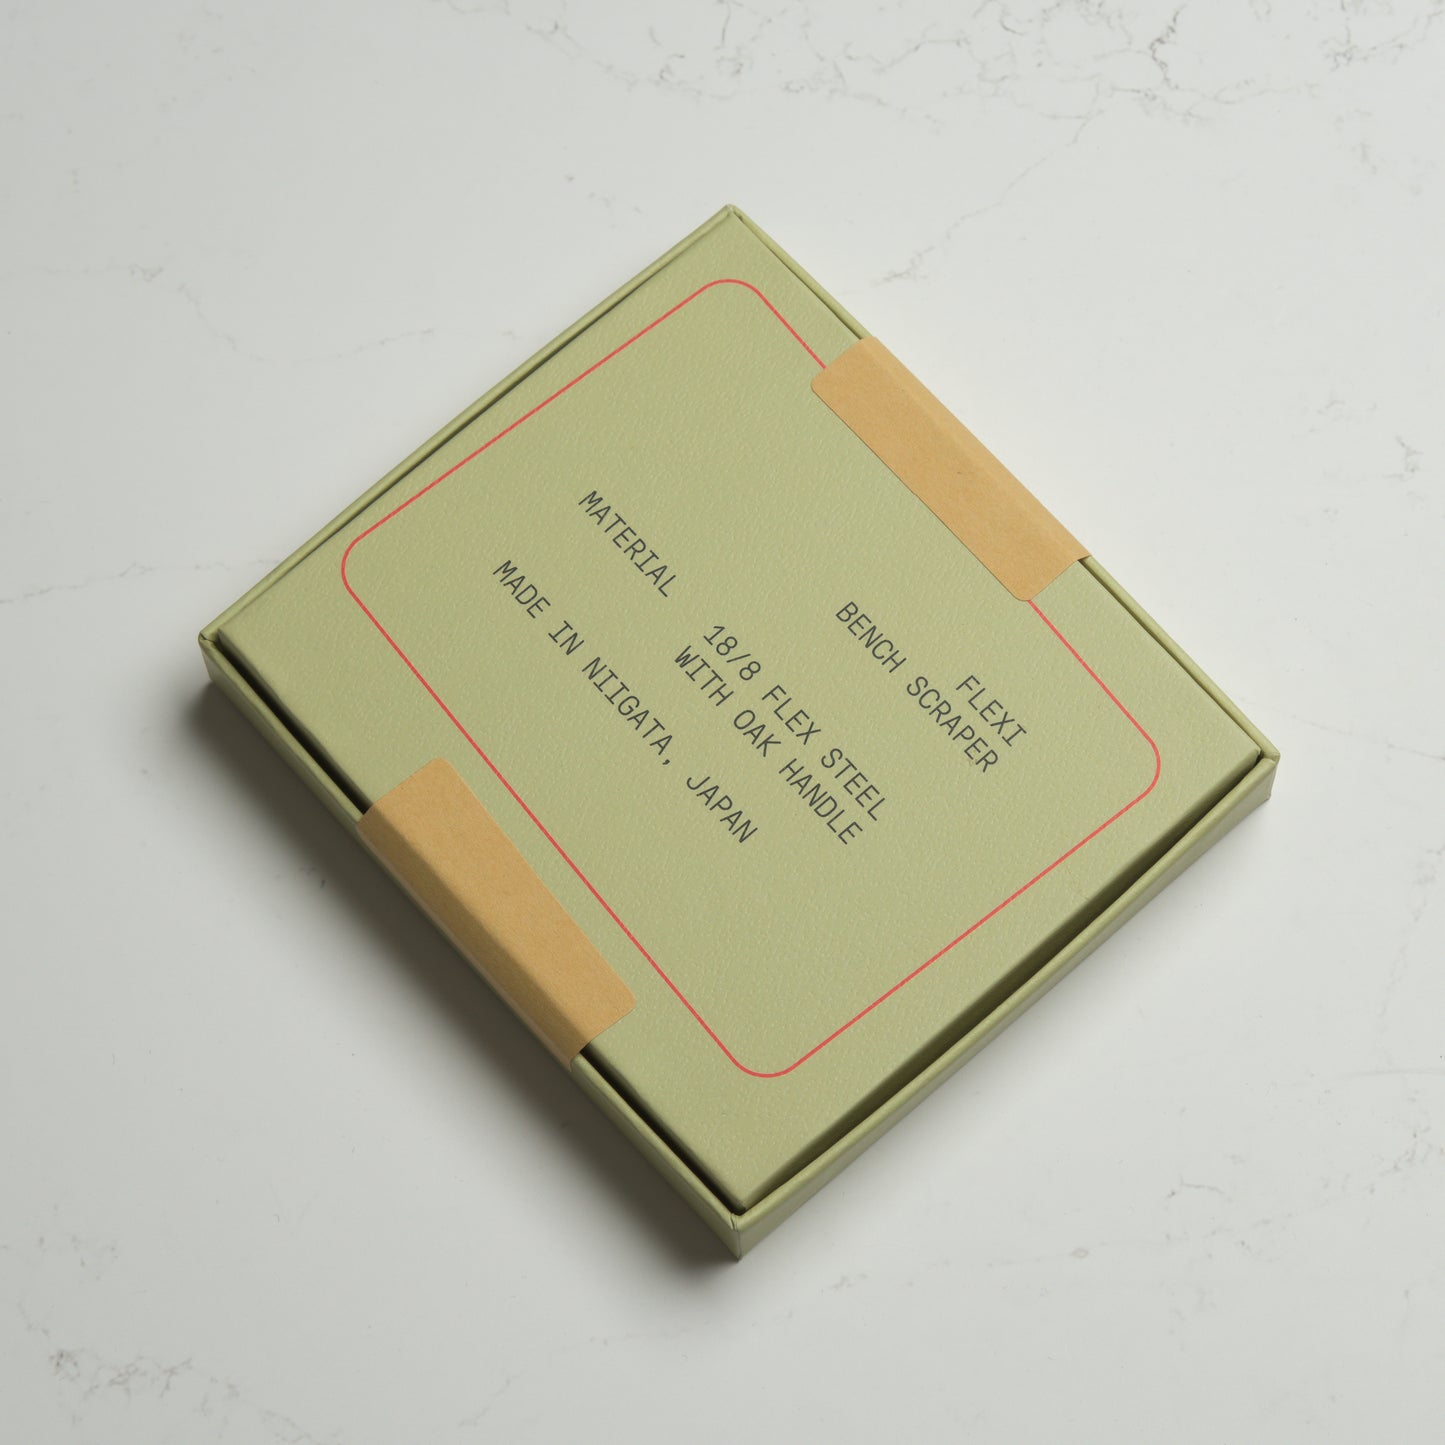 FLEXI
BENCH SCRAPER
MATERIAL
18/8 FLEX STEEL
WITH OAK HANDLE
MADE IN NIIGATA, JAPAN